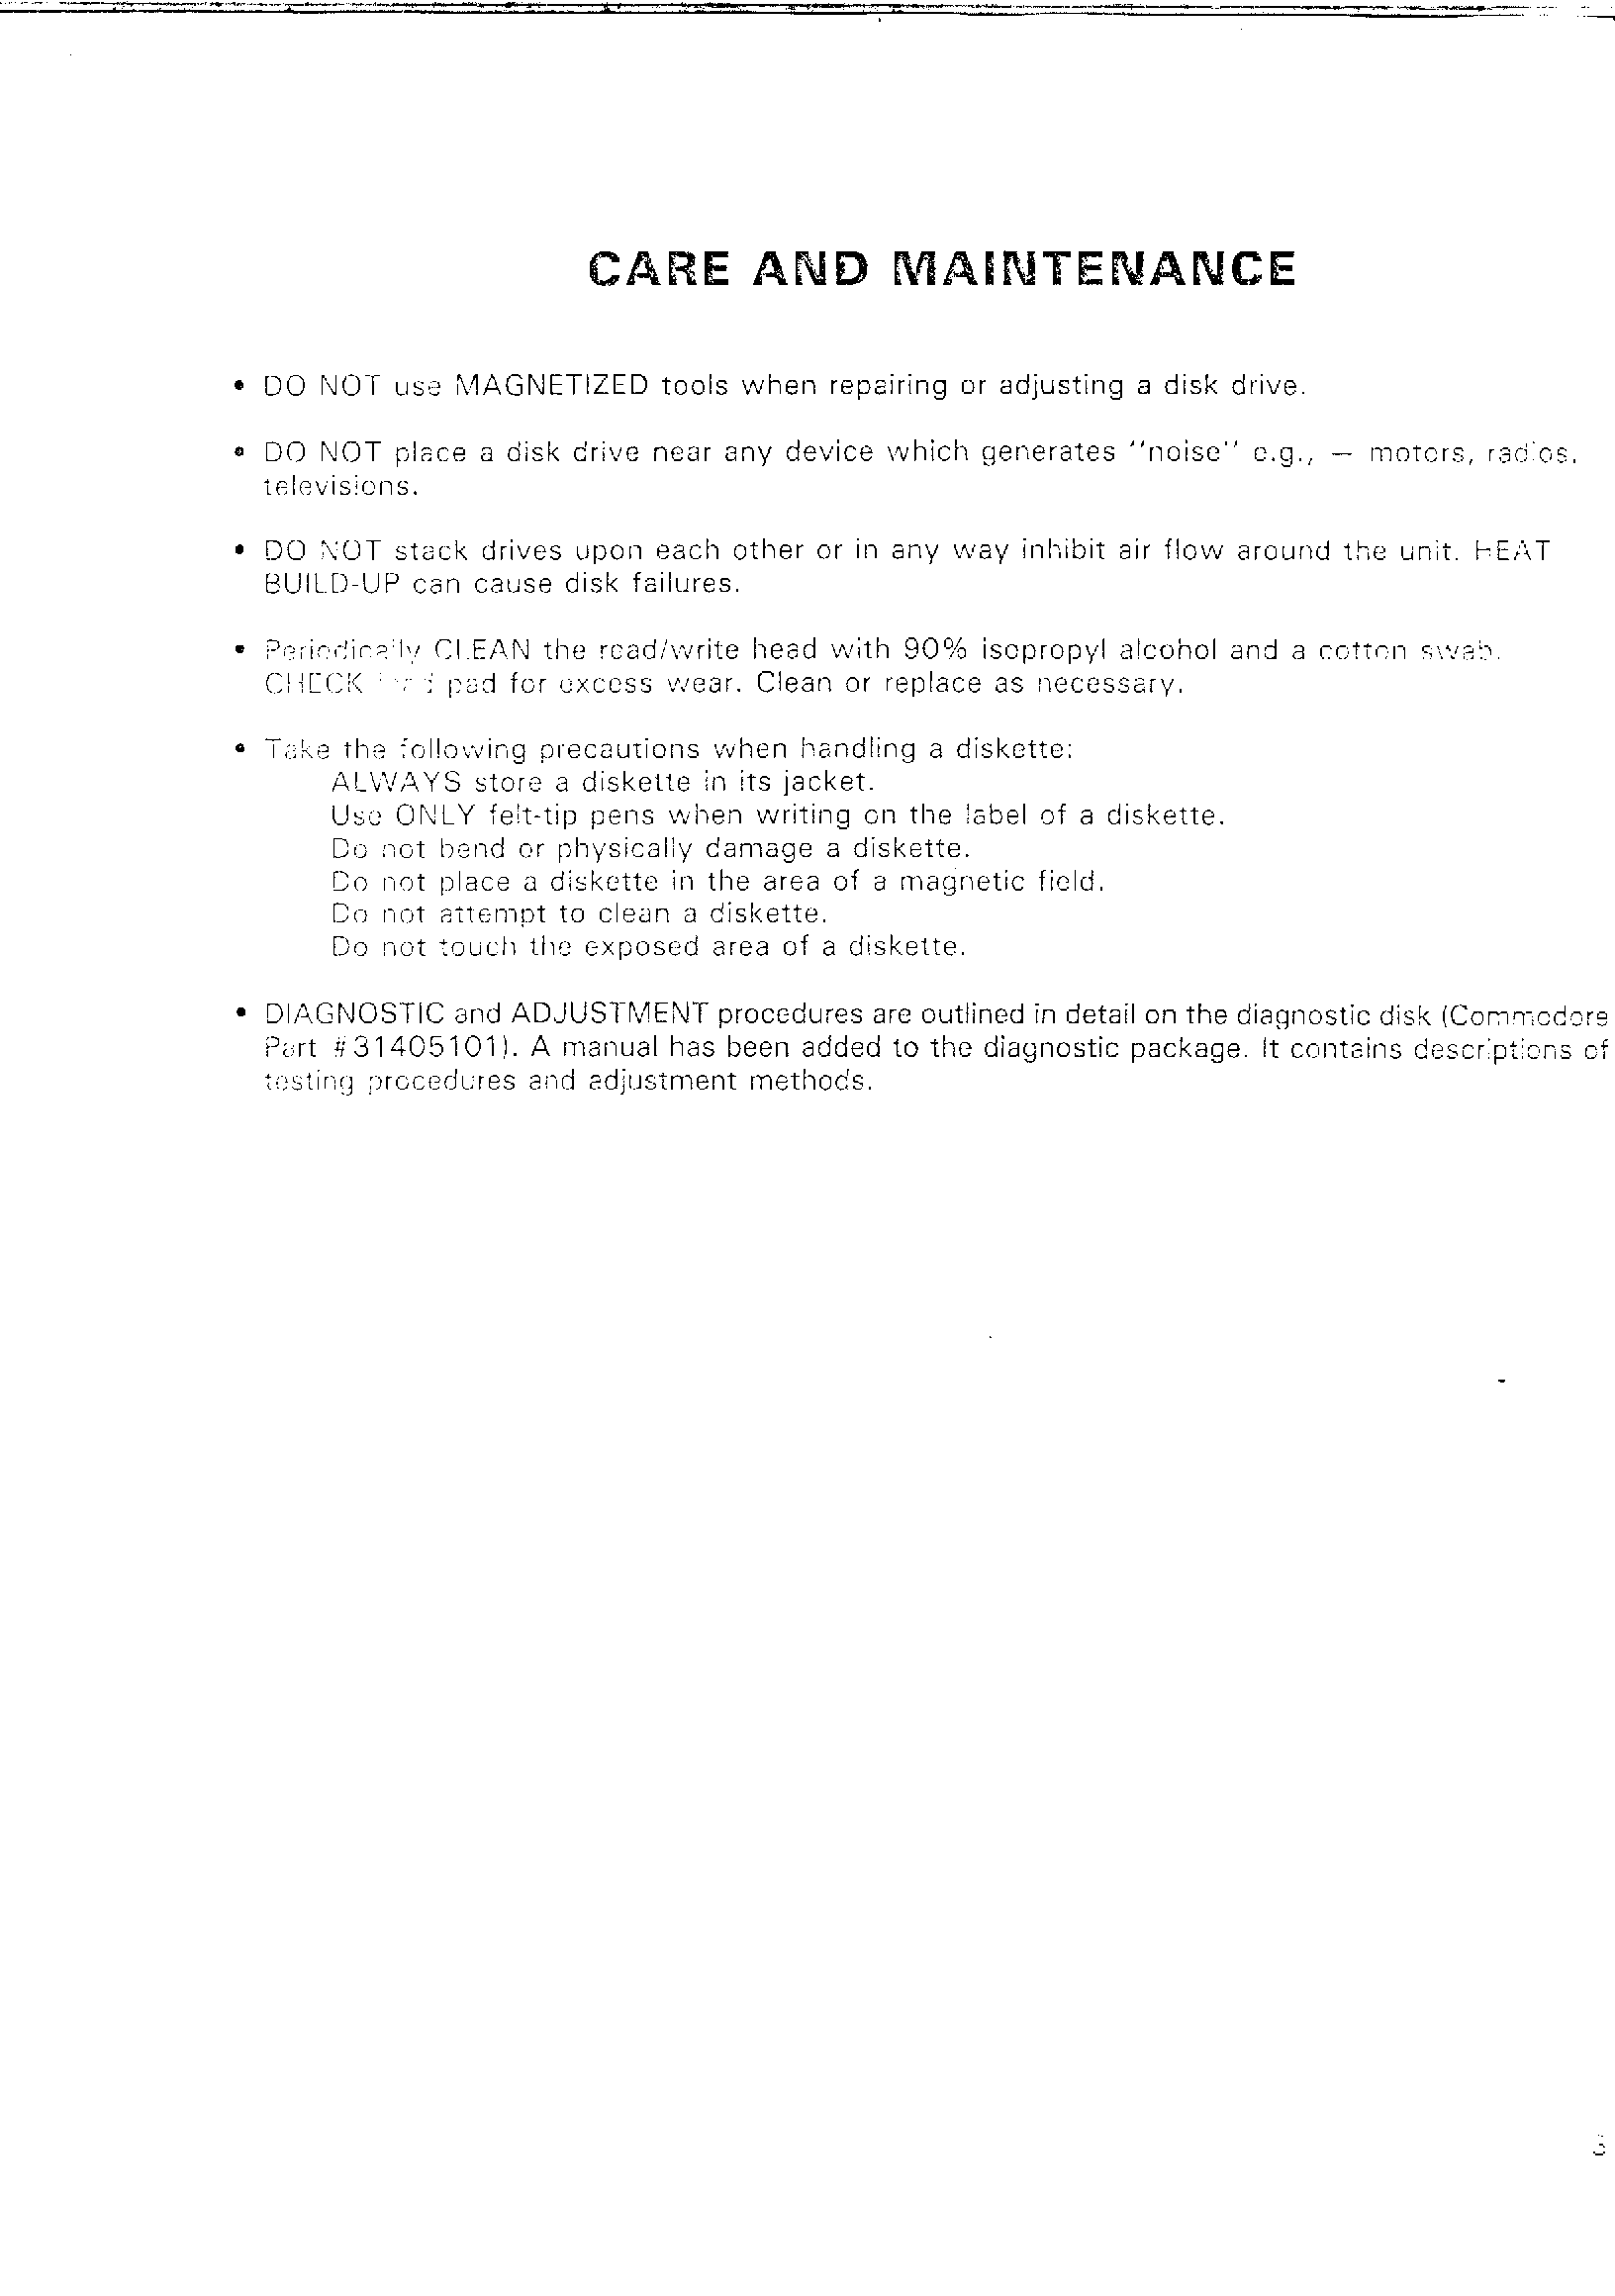 CARE AND MAINTENANCE
• DO NOT use MAGNETIZED tools when repairing or adjusting a disk drive.
• DO NOT place a disk drive near any device which generates "noise" e.g., — motors, radios,
televisions.
• DO NOT stack drives upon each other or in any way inhibit air flow around the unit. HEAT
BUILD-UP can cause disk failures.
• Periodically CLEAN the read/write head with 90% isopropyl alcohol and a cotton swab.
CHECK pad for excess wear. Clean or replace as necessary.
• Take the following precautions when handling a diskette:
ALWAYS store a diskette in its jacket.
Use ONLY felt-tip pens when writing on the label of a diskette.
Do not bend or physically damage a diskette.
Do not place a diskette in the area of a magnetic field.
Do not attempt to clean a diskette.
Do not touch the exposed area of a diskette.
• DIAGNOSTIC and ADJUSTMENT procedures are outlined in detail on the diagnostic disk (Commodore
Part #31405101). A manual has been added to the diagnostic package. It contains descriptions of
testing procedures and adjustment methods.